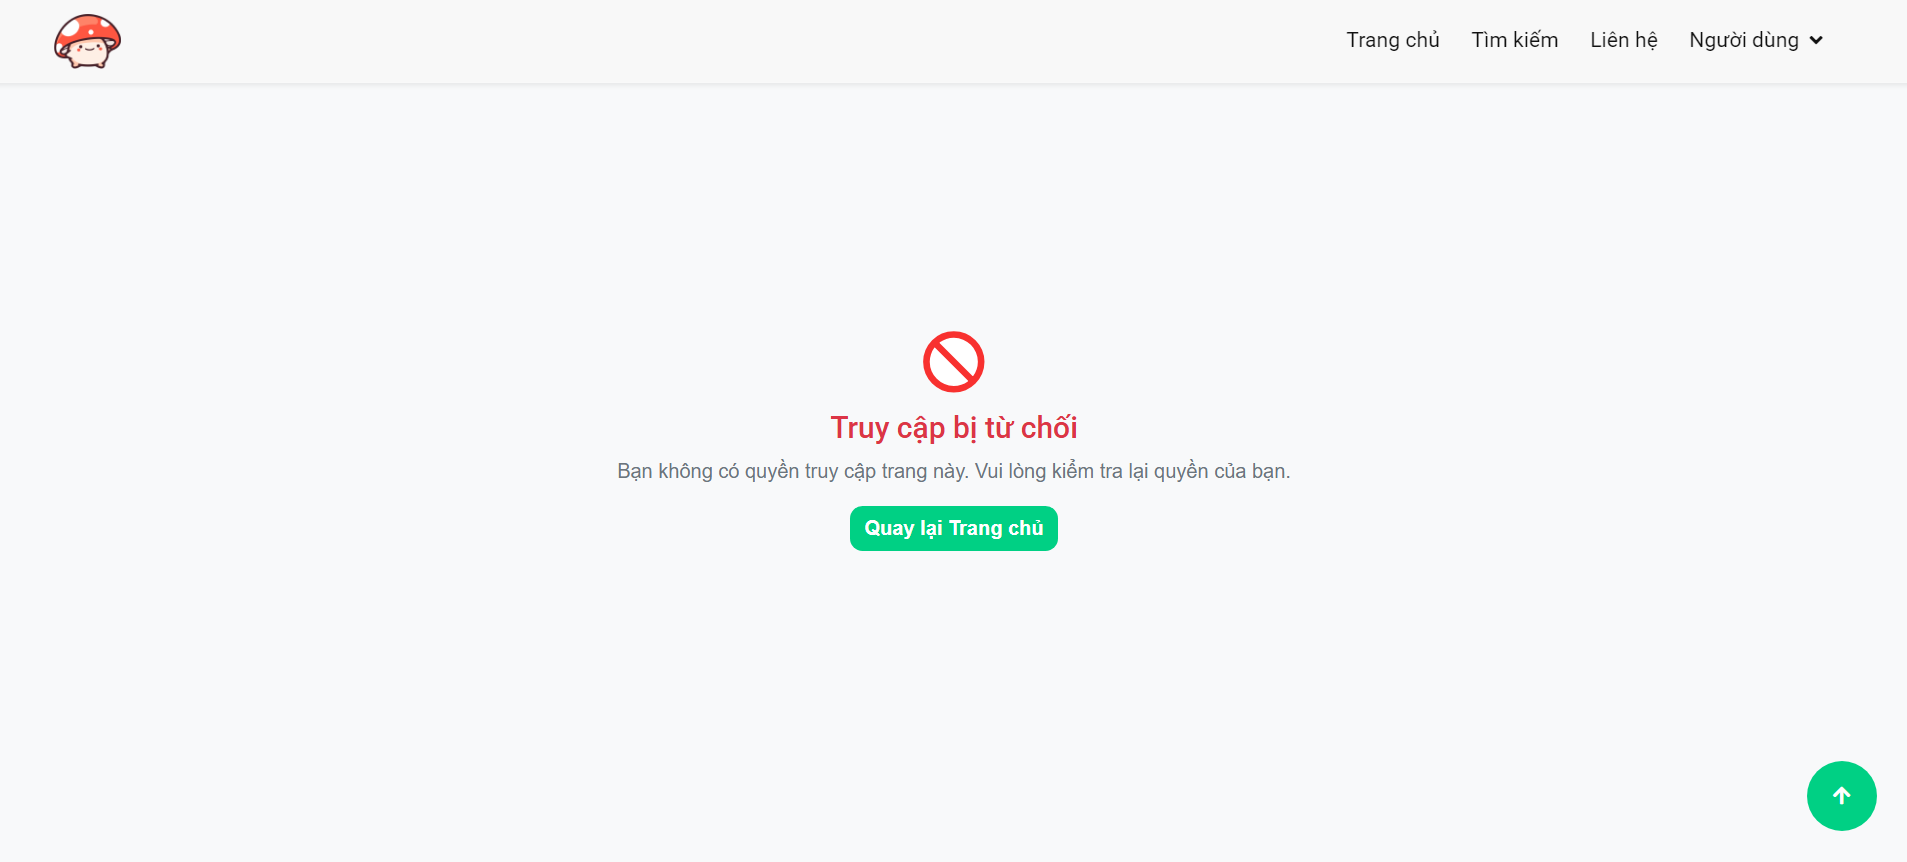 Trang chủ Tìm kiếm Liên hệ Người dùng
Truy cập bị từ chối
Bạn không có quyền truy cập trang này. Vui lòng kiểm tra lại quyền của bạn.
Quay lại Trang chủ